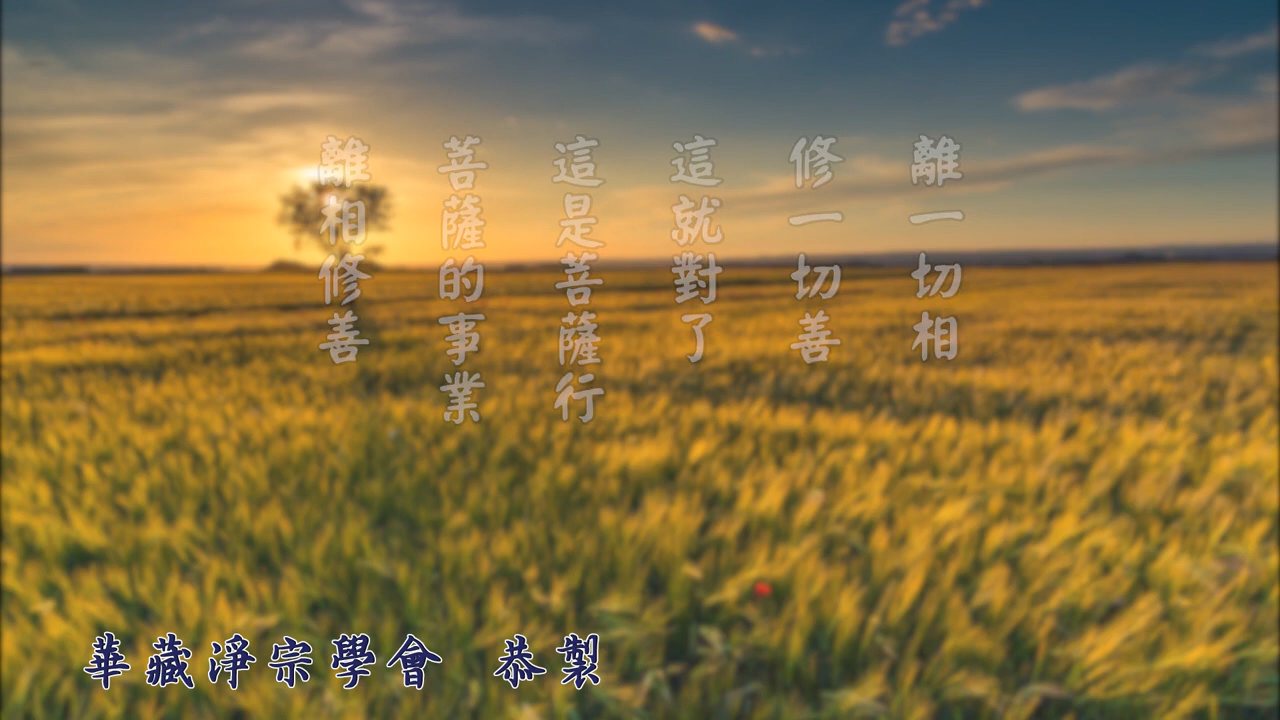 離一切相
修一切善
這就對了
這是菩薩行
菩薩的事業
離相修善
華藏淨宗學會　恭製